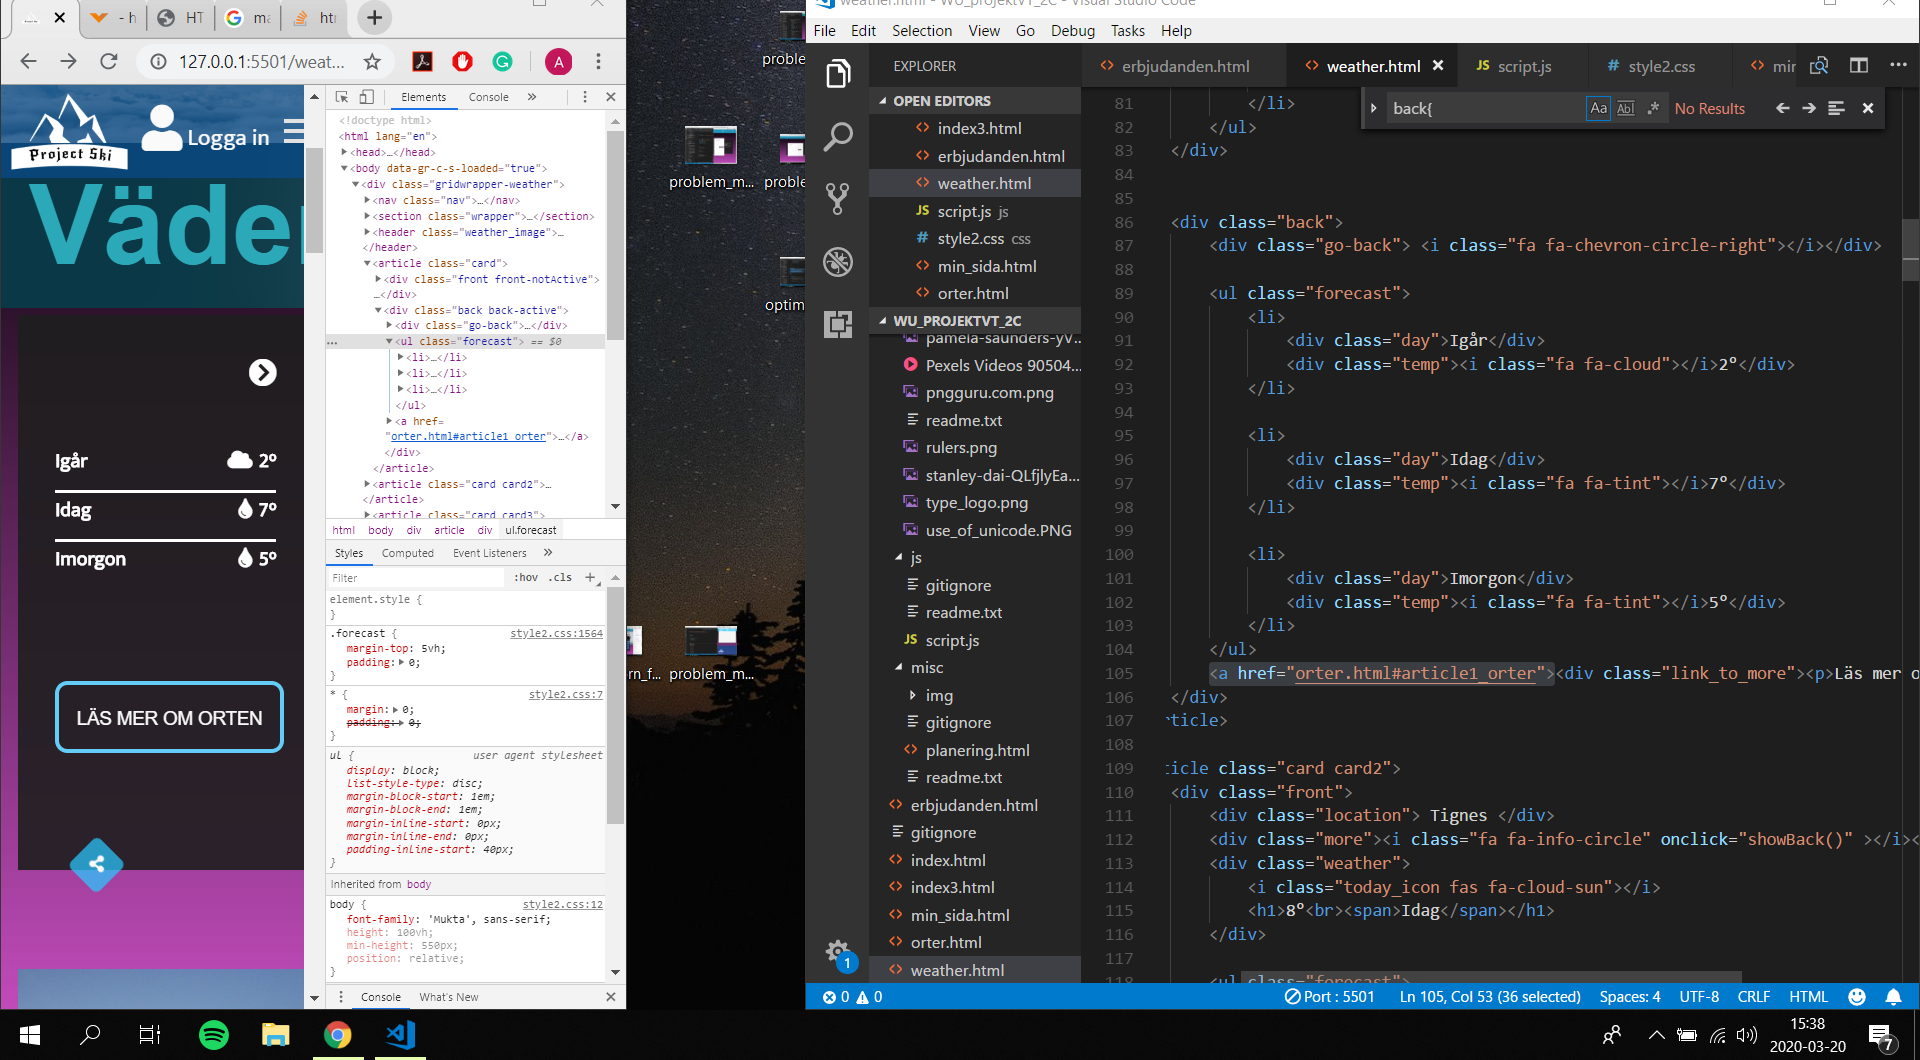 - h
HT
ma
htm
127.0.0.1:5501/weat...
A
Project Ski
Logga in
Väder
Igår
2°
Idag
7°
Imorgon
5°
LÄS MER OM ORTEN
Elements
Console
<!doctype html>
<html lang="en">
<head>…</head>
<body data-gr-c-s-loaded="true">
<div class="gridwrapper-weather">
<nav class="nav">…</nav>
<section class="wrapper">…</section>
<header class="weather_image">…
</header>
<article class="card">
<div class="front front-notActive">
…</div>
<div class="back back-active">
<div class="go-back">…</div>
<ul class="forecast"> == $0
<li>…</li>
<li>…</li>
<li>…</li>
</ul>
<a href=
"orter.html#article1_orter">…</a>
</div>
</article>
<article class="card card2">…
</article>
<article class="card card3">…
html body div article div ul.forecast
Styles Computed Event Listeners
Filter :hov .cls +
element.style {
}
.forecast { style2.css:1564
margin-top: 5vh;
padding: 0;
}
* { style2.css:7
margin: 0;
padding: 0;
}
ul { user agent stylesheet
display: block;
list-style-type: disc;
margin-block-start: 1em;
margin-block-end: 1em;
margin-inline-start: 0px;
margin-inline-end: 0px;
padding-inline-start: 40px;
}
Inherited from body
body { style2.css:12
font-family: 'Mukta', sans-serif;
height: 100vh;
min-height: 550px;
position: relative;
}
Console What's New
proble
problem_m...
proble
optim
rn_f...
problem_m...
weather.html - WU_projektVT_2C - Visual Studio Code
File Edit Selection View Go Debug Tasks Help
EXPLORER
OPEN EDITORS
index3.html
erbjudanden.html
weather.html
script.js js
style2.css css
min_sida.html
orter.html
WU_PROJEKTVT_2C
pamela-saunders-yV...
Pexels Videos 90504...
pngguru.com.png
readme.txt
rulers.png
stanley-dai-QLfjlyEa...
type_logo.png
use_of_unicode.PNG
js
gitignore
readme.txt
script.js
misc
img
gitignore
planering.html
readme.txt
erbjudanden.html
gitignore
index.html
index3.html
min_sida.html
orter.html
weather.html
1
erbjudanden.html
weather.html
script.js
style2.css
mir
back{ Aa Abl .* No Results
81 </li>
82 </ul>
83 </div>
84
85
86 <div class="back">
87 <div class="go-back"> <i class="fa fa-chevron-circle-right"></i></div>
88
89 <ul class="forecast">
90 <li>
91 <div class="day">Igår</div>
92 <div class="temp"><i class="fa fa-cloud"></i>2°</div>
93 </li>
94
95 <li>
96 <div class="day">Idag</div>
97 <div class="temp"><i class="fa fa-tint"></i>7°</div>
98 </li>
99
100 <li>
101 <div class="day">Imorgon</div>
102 <div class="temp"><i class="fa fa-tint"></i>5°</div>
103 </li>
104 </ul>
105 <a href="orter.html#article1_orter"><div class="link_to_more"><p>Läs mer o
106 </div>
107 rticle>
108
109 icle class="card card2">
110 <div class="front">
111 <div class="location"> Tignes </div>
112 <div class="more"><i class="fa fa-info-circle" onclick="showBack()" ></i><
113 <div class="weather">
114 <i class="today_icon fas fa-cloud-sun"></i>
115 <h1>8°<br><span>Idag</span></h1>
116 </div>
117
118 <ul class="forecast">
0 0
Port : 5501 Ln 105, Col 53 (36 selected) Spaces: 4 UTF-8 CRLF HTML
15:38
2020-03-20
7